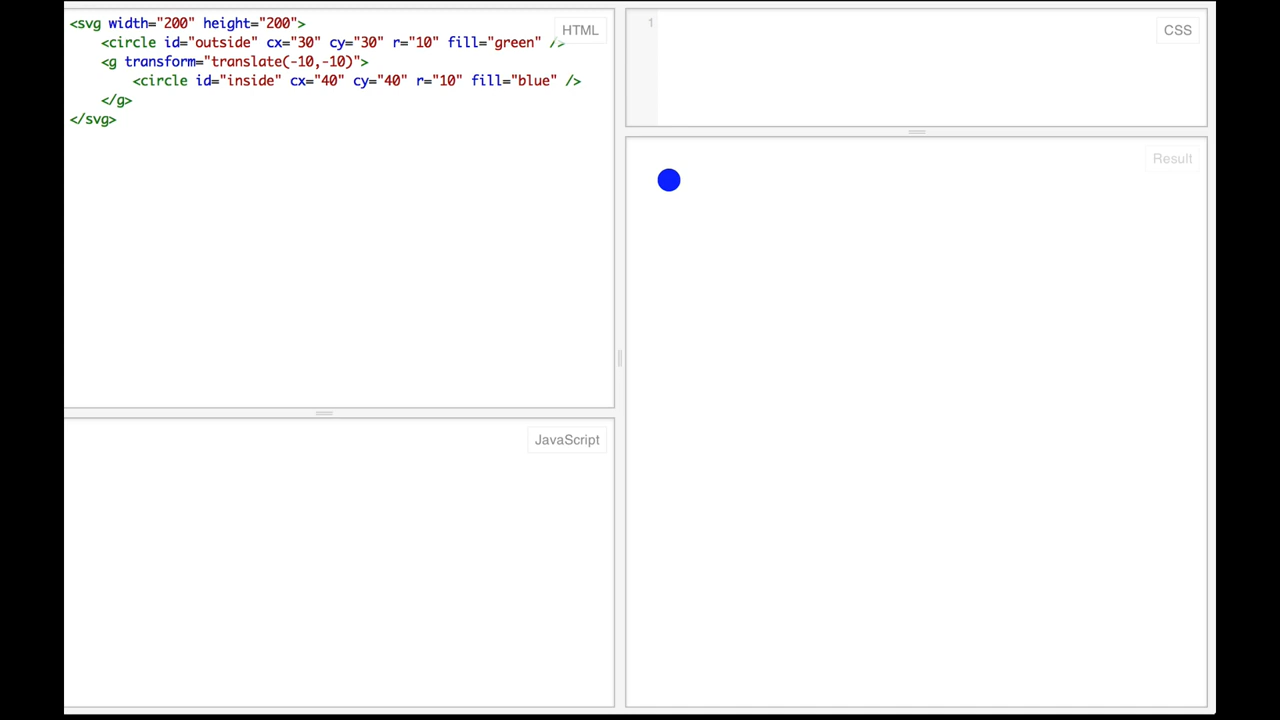 <svg width="200" height="200">
HTML
<circle id="outside" cx="30" cy="30" r="10" fill="green" />
<g transform="translate(-10,-10)">
<circle id="inside" cx="40" cy="40" r="10" fill="blue" />
</g>
</svg>
1
CSS
Result
JavaScript